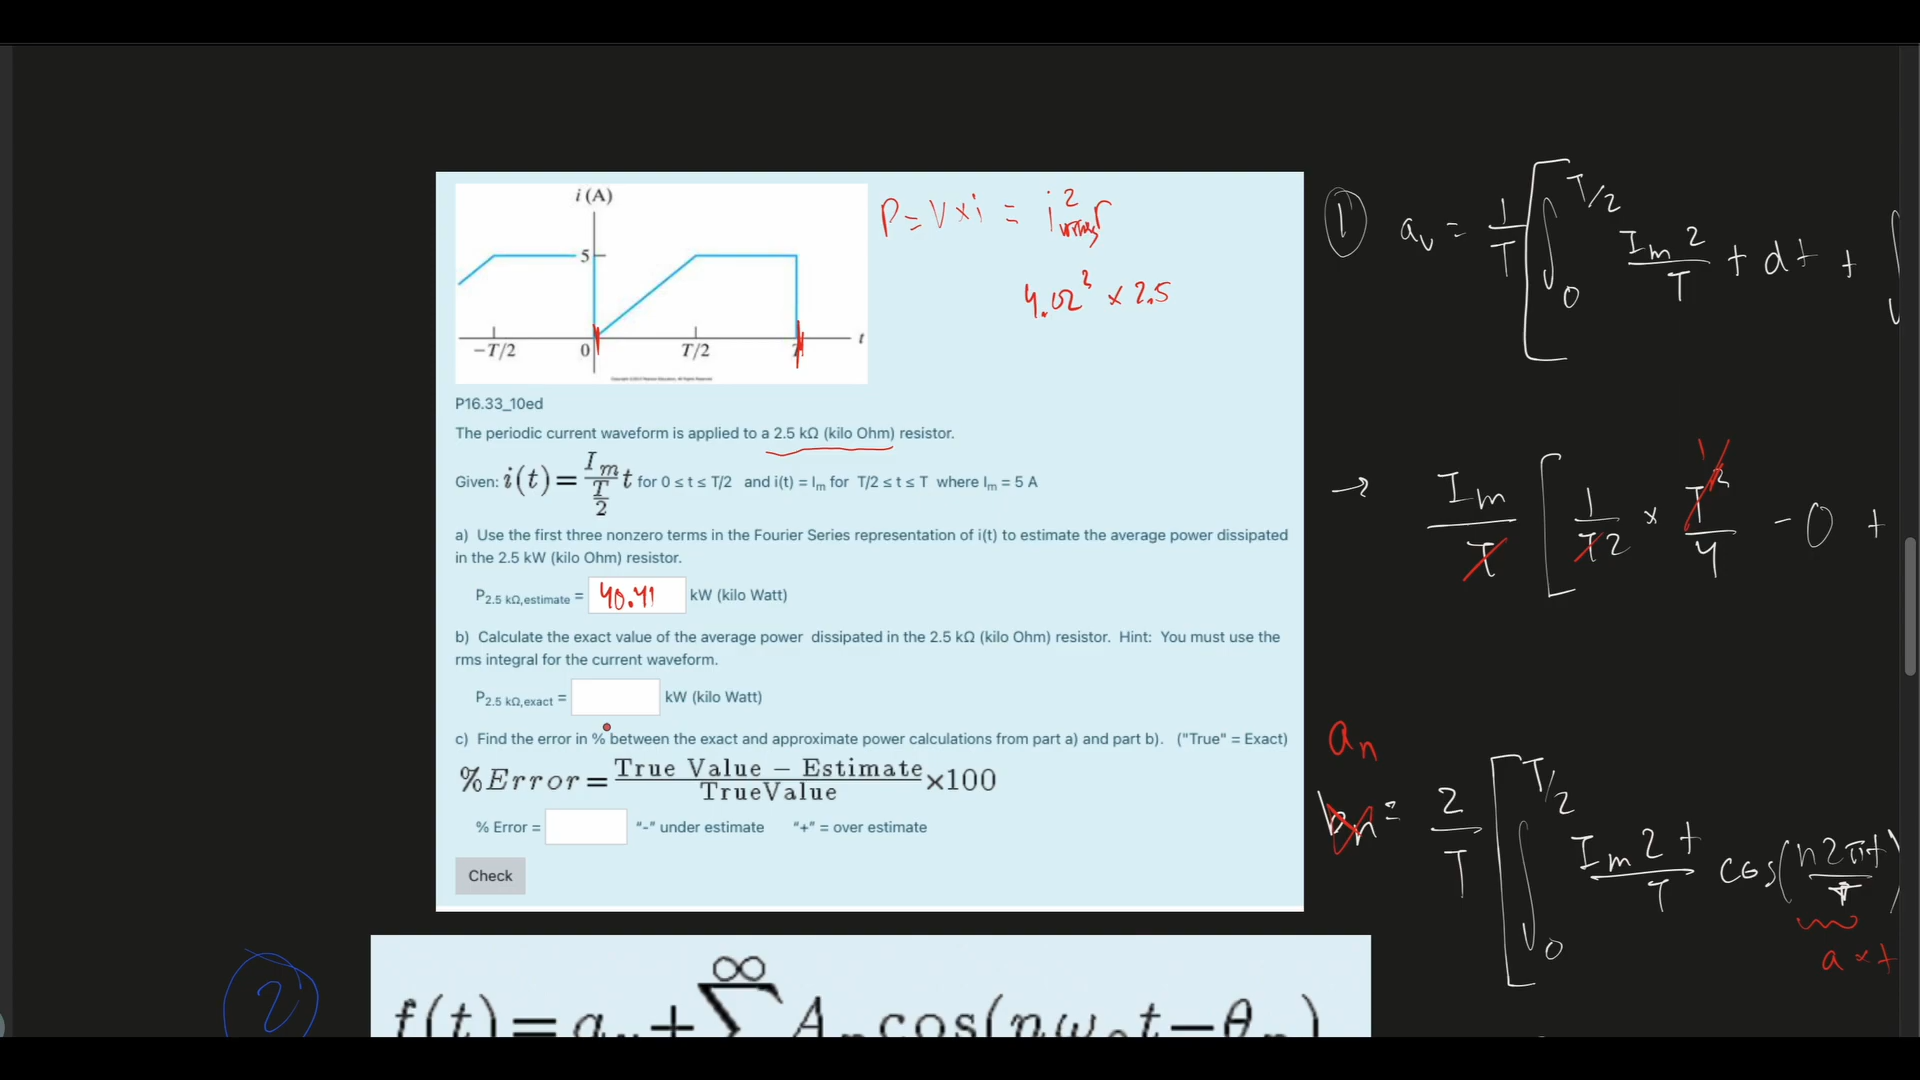 i (A)
5
−T/2
0
T/2
t
P = V × i = i²rms r
4.02² × 2.5
P16.33_10ed
The periodic current waveform is applied to a 2.5 kΩ (kilo Ohm) resistor.
Given: i(t) = I_m/(T/2) t for 0 ≤ t ≤ T/2 and i(t) = Iₘ for T/2 ≤ t ≤ T where Iₘ = 5 A
a) Use the first three nonzero terms in the Fourier Series representation of i(t) to estimate the average power dissipated
in the 2.5 kW (kilo Ohm) resistor.
P2.5 kΩ,estimate = 40.41 kW (kilo Watt)
b) Calculate the exact value of the average power dissipated in the 2.5 kΩ (kilo Ohm) resistor. Hint: You must use the
rms integral for the current waveform.
P2.5 kΩ,exact = kW (kilo Watt)
c) Find the error in % between the exact and approximate power calculations from part a) and part b). ("True" = Exact)
%Error = (True Value − Estimate)/(TrueValue) ×100
% Error = "-" under estimate "+" = over estimate
Check
2
f(t) = aᵥ + ∑ ∞ Aₙ cos(nω₀t − θₙ)
1 aᵥ = 1/T [ ∫ 0 T/2 Im 2/T t dt +
→ Im/T [ 1/T2 × T²/4 − 0 +
1
an
bn = 2/T [ ∫ 0 T/2 Im 2 t/T cos(n2πt/T)
a × t